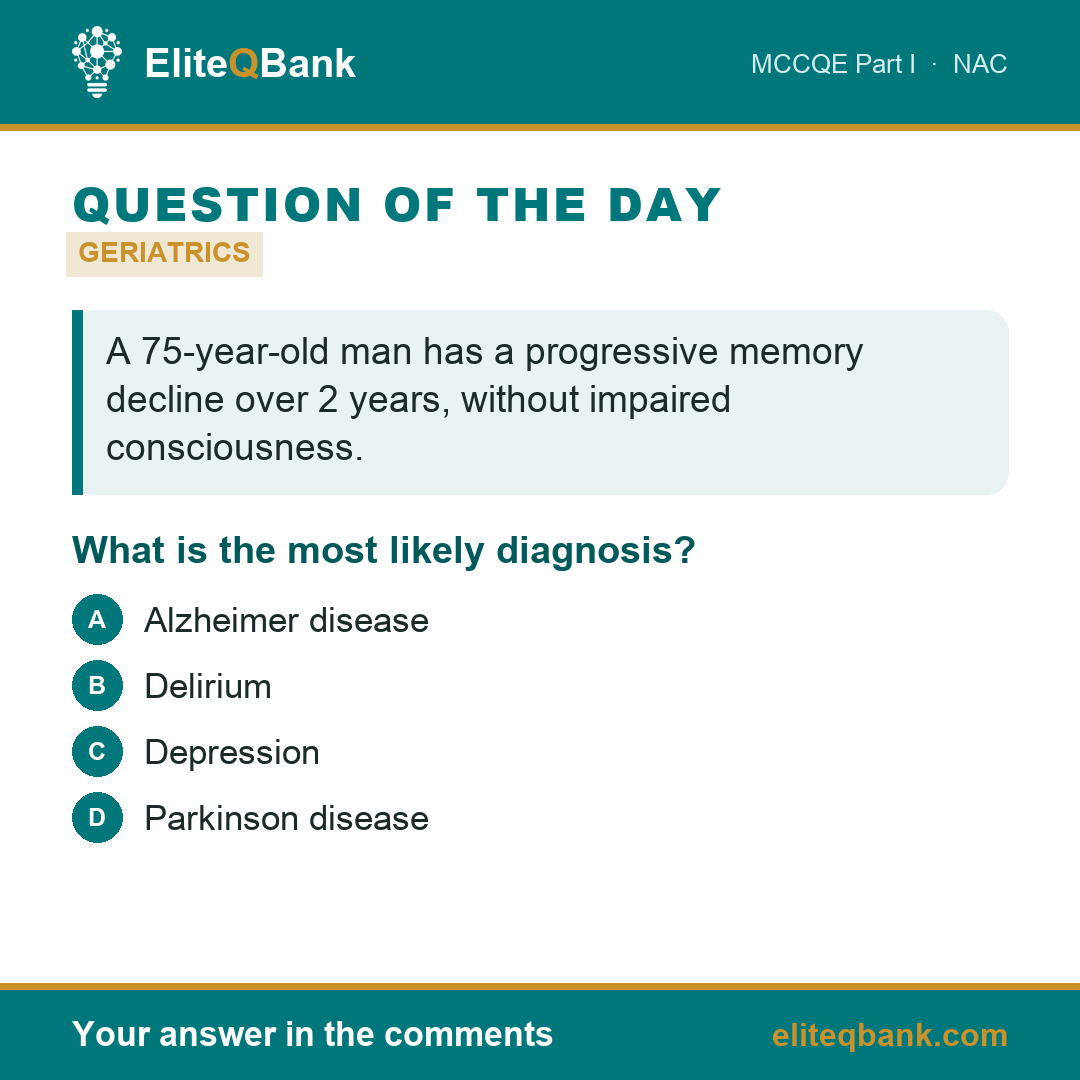 EliteQBank
MCCQE Part I · NAC
QUESTION OF THE DAY
GERIATRICS
A 75-year-old man has a progressive memory
decline over 2 years, without impaired
consciousness.
What is the most likely diagnosis?
A Alzheimer disease
B Delirium
C Depression
D Parkinson disease
Your answer in the comments
eliteqbank.com